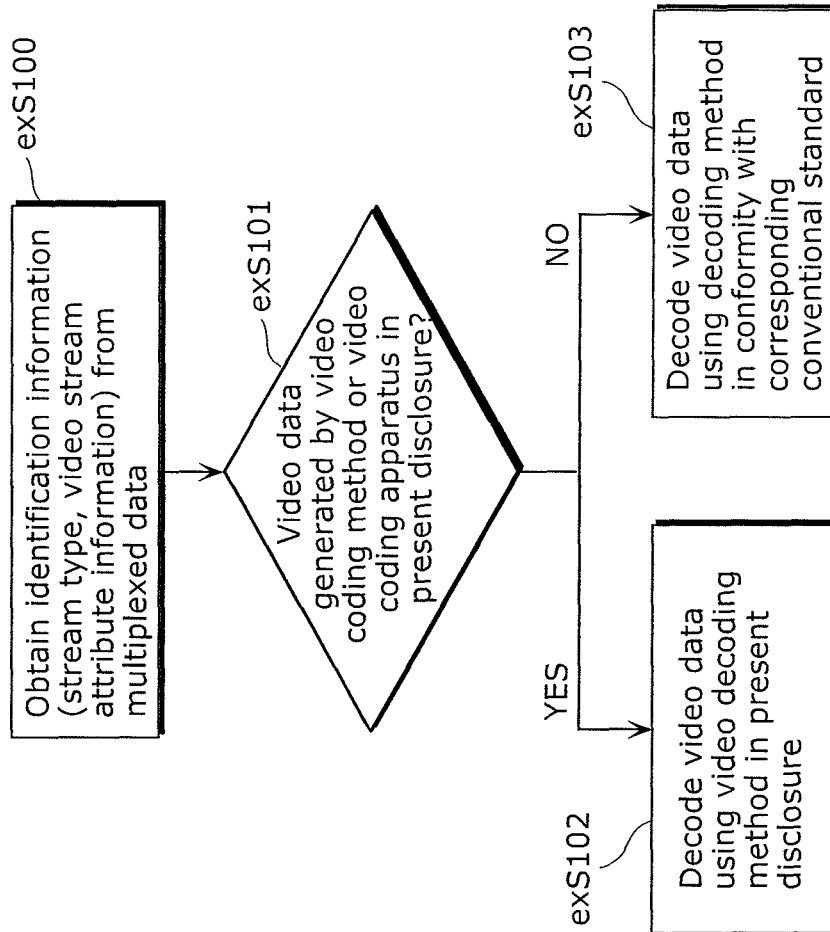 exS100
Obtain identification information
(stream type, video stream
attribute information) from
multiplexed data
exS101
Video data
generated by video
coding method or video
coding apparatus in
present disclosure?
YES
NO
exS102
Decode video data
using video decoding
method in present
disclosure
exS103
Decode video data
using decoding method
in conformity with
corresponding
conventional standard